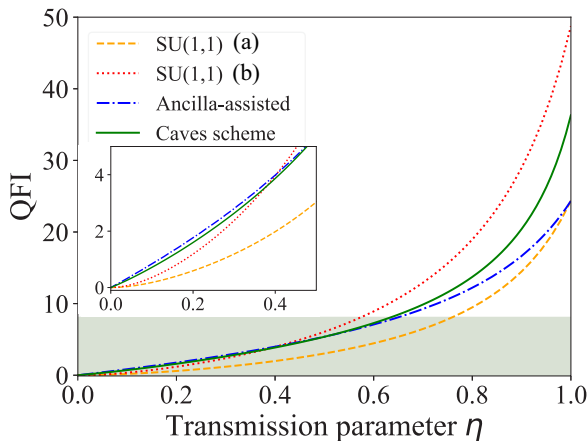 50
40
30
20
10
0
QFI
SU(1,1) (a)
SU(1,1) (b)
Ancilla-assisted
Caves scheme
4
2
0
0.0 0.2 0.4
0.0 0.2 0.4 0.6 0.8 1.0
Transmission parameter η